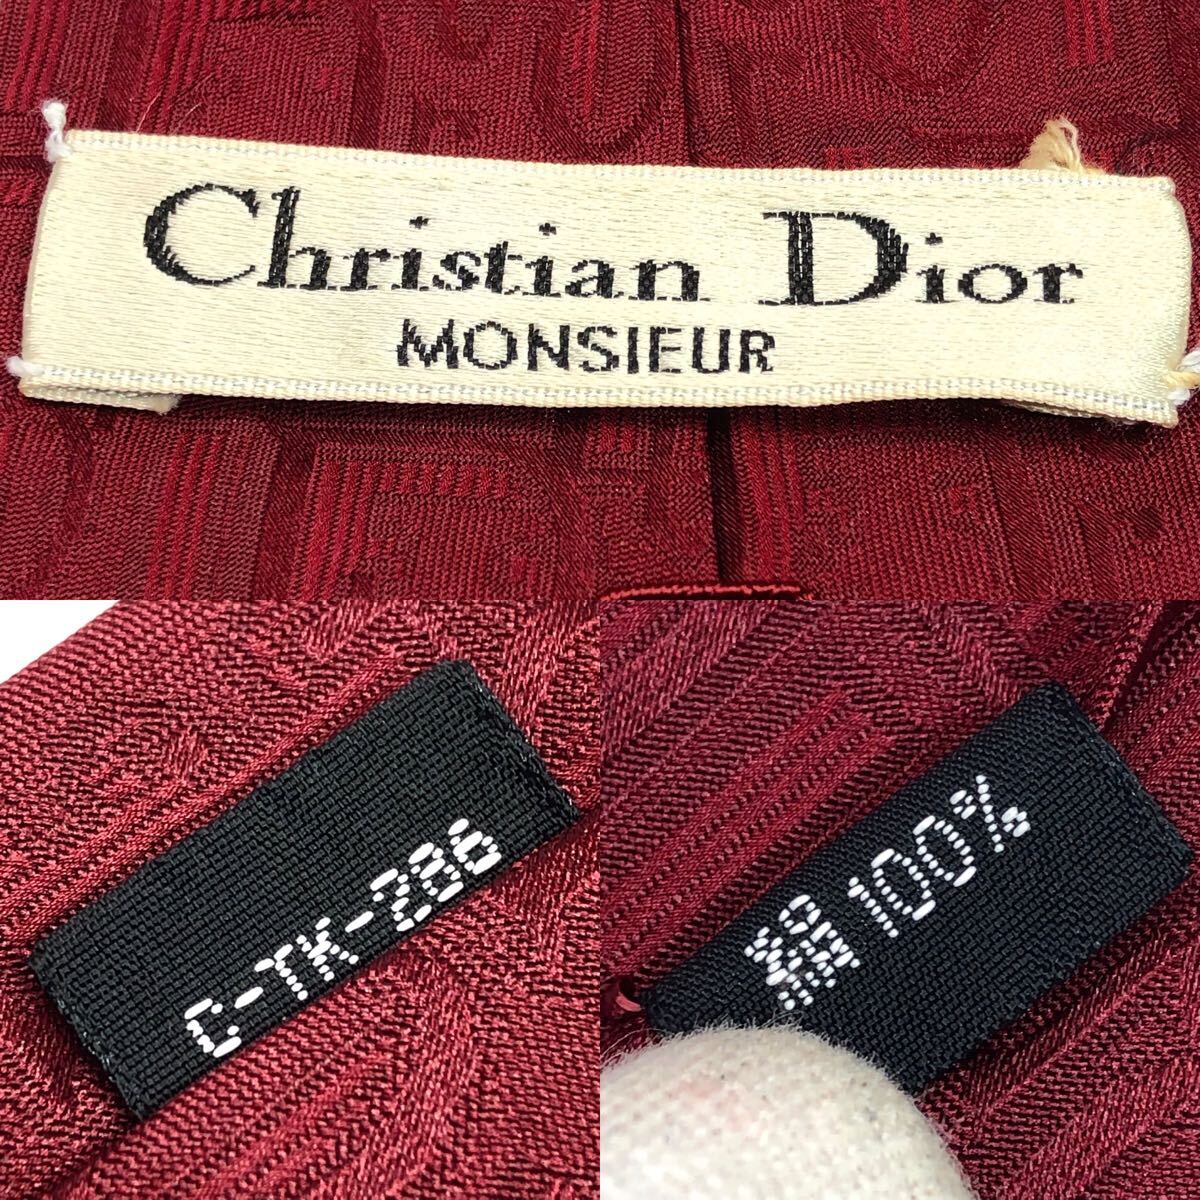 Christian Dior
MONSIEUR
C-TK-286
絹100%